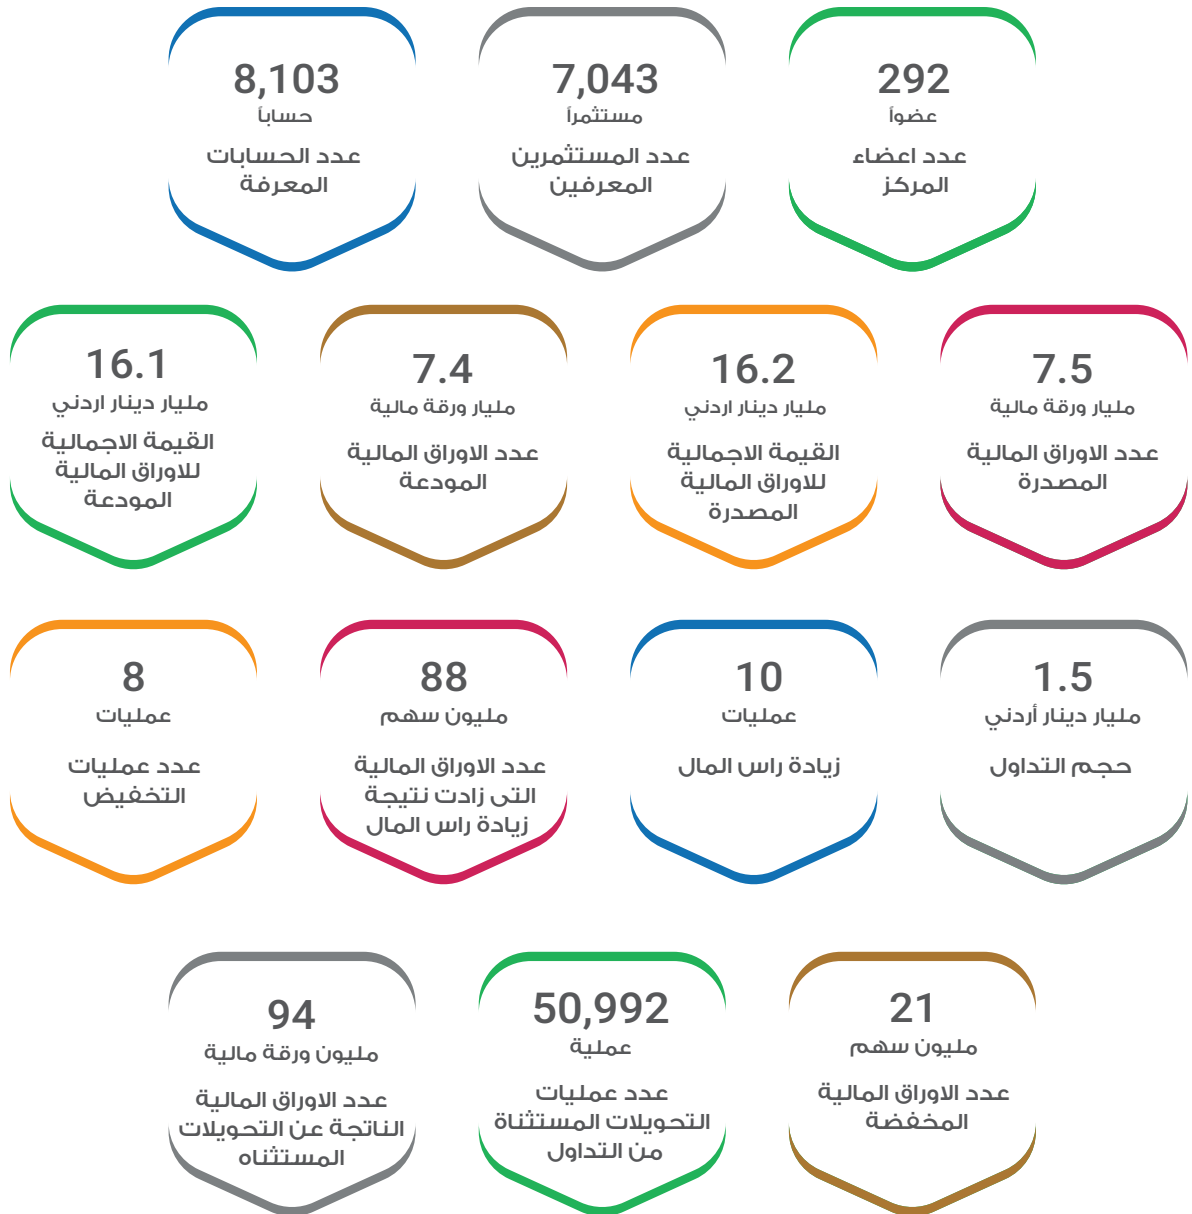 292
عضواً
عدد اعضاء
المركز
7,043
مستثمراً
عدد المستثمرين
المعرفين
8,103
حساباً
عدد الحسابات
المعرفة
7.5
مليار ورقة مالية
عدد الاوراق المالية
المصدرة
16.2
مليار دينار اردني
القيمة الاجمالية
للاوراق المالية
المصدرة
7.4
مليار ورقة مالية
عدد الاوراق المالية
المودعة
16.1
مليار دينار اردني
القيمة الاجمالية
للاوراق المالية
المودعة
1.5
مليار دينار أردني
حجم التداول
10
عمليات
زيادة راس المال
88
مليون سهم
عدد الاوراق المالية
التى زادت نتيجة
زيادة راس المال
8
عمليات
عدد عمليات
التخفيض
21
مليون سهم
عدد الاوراق المالية
المخفضة
50,992
عملية
عدد عمليات
التحويلات المستثناة
من التداول
94
مليون ورقة مالية
عدد الاوراق المالية
الناتجة عن التحويلات
المستثناه